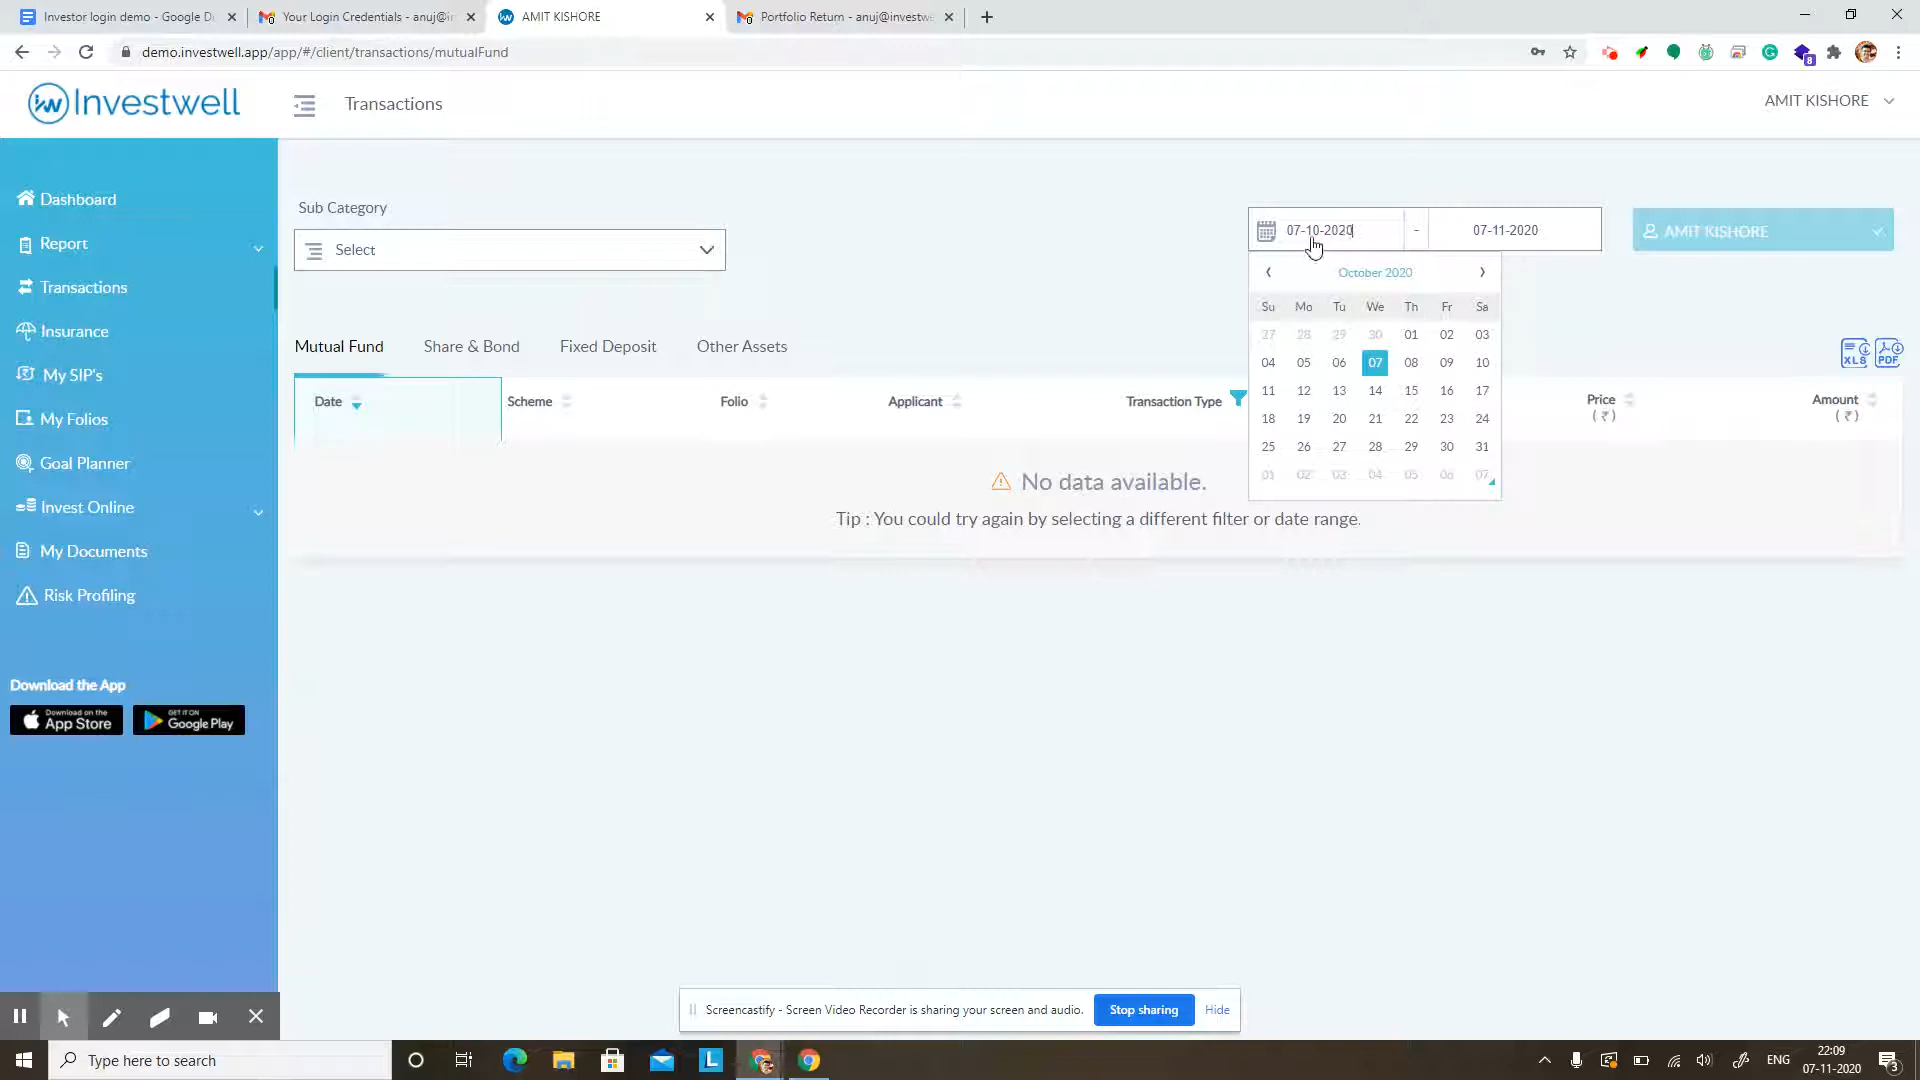 Investor login demo - Google D
Your Login Credentials - anuj@in
AMIT KISHORE
Portfolio Return - anuj@investwe
demo.investwell.app/app/#/client/transactions/mutualFund
8
Investwell
Transactions
AMIT KISHORE
Dashboard
Report
Transactions
Insurance
My SIP's
My Folios
Goal Planner
Invest Online
My Documents
Risk Profiling
Download the App
Download on the
App Store
GET IT ON
Google Play
Sub Category
Select
07-10-2020 - 07-11-2020
AMIT KISHORE
October 2020
Su Mo Tu We Th Fr Sa
27 28 29 30 01 02 03
04 05 06 07 08 09 10
11 12 13 14 15 16 17
18 19 20 21 22 23 24
25 26 27 28 29 30 31
01 02 03 04 05 06 07
Mutual Fund Share & Bond Fixed Deposit Other Assets
XLS PDF
Date Scheme Folio Applicant Transaction Type Price Amount
( ₹ ) ( ₹ )
No data available.
Tip : You could try again by selecting a different filter or date range.
Screencastify - Screen Video Recorder is sharing your screen and audio. Stop sharing Hide
Type here to search
L
ENG
22:09
07-11-2020
3